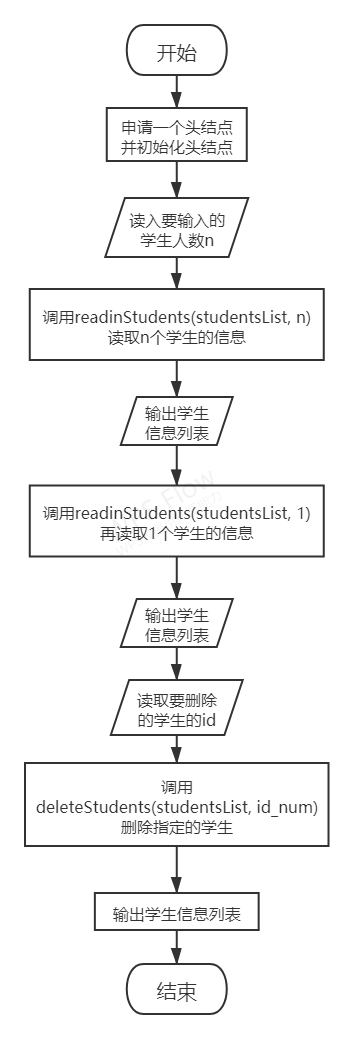 开始
申请一个头结点
并初始化头结点
读入要输入的
学生人数n
调用readinStudents(studentsList, n)
读取n个学生的信息
输出学生
信息列表
调用readinStudents(studentsList, 1)
再读取1个学生的信息
输出学生
信息列表
读取要删除
的学生的id
调用
deleteStudents(studentsList, id_num)
删除指定的学生
输出学生信息列表
结束